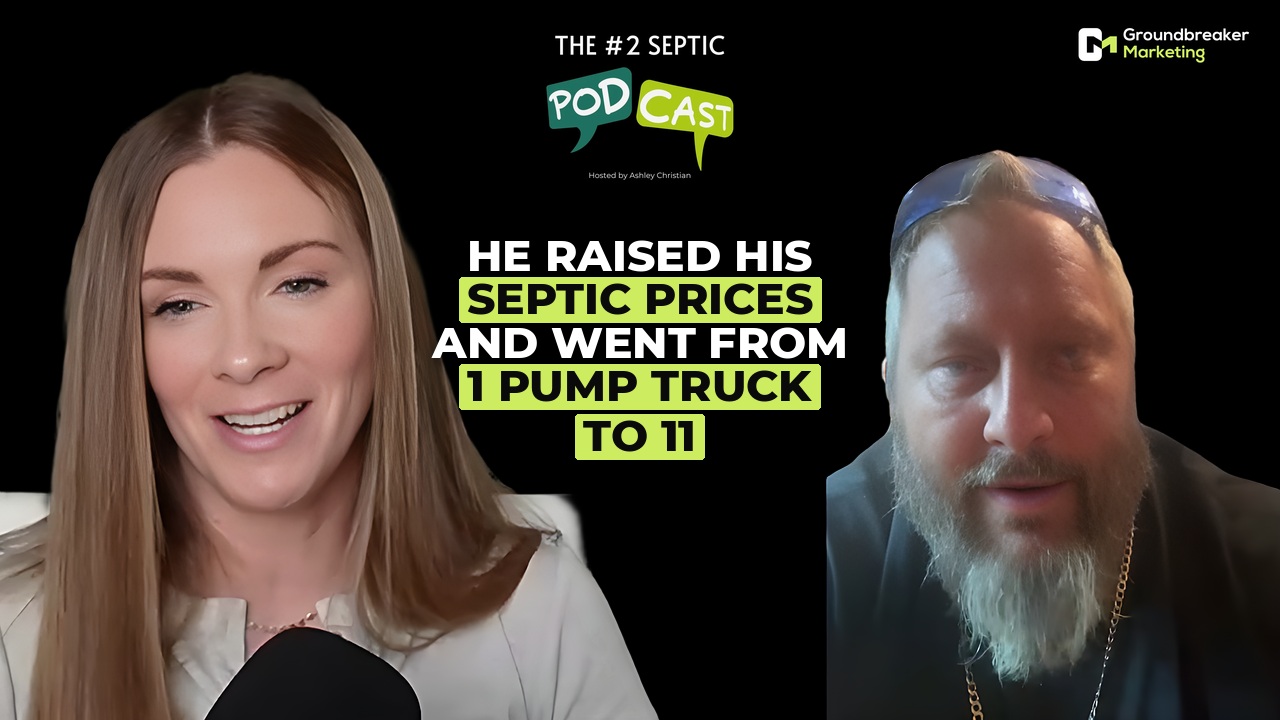 THE #2 SEPTIC
POD CAST
Hosted by Ashley Christian
Groundbreaker
Marketing
HE RAISED HIS
SEPTIC PRICES
AND WENT FROM
1 PUMP TRUCK
TO 11